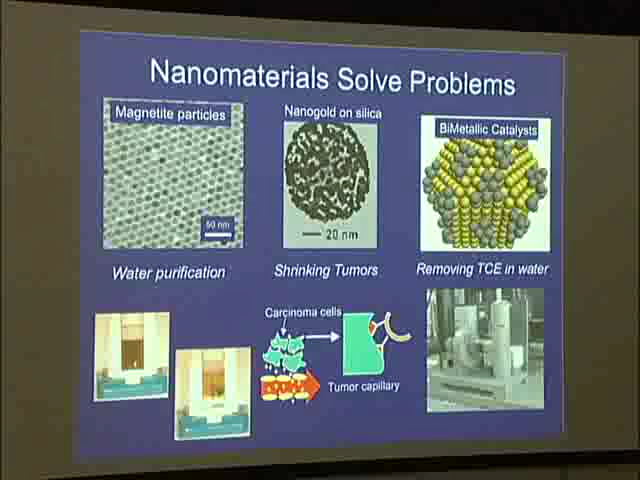 Nanomaterials Solve Problems
Magnetite particles
Nanogold on silica
BiMetallic Catalysts
50 nm
20 nm
Water purification
Shrinking Tumors
Removing TCE in water
Carcinoma cells
Tumor capillary